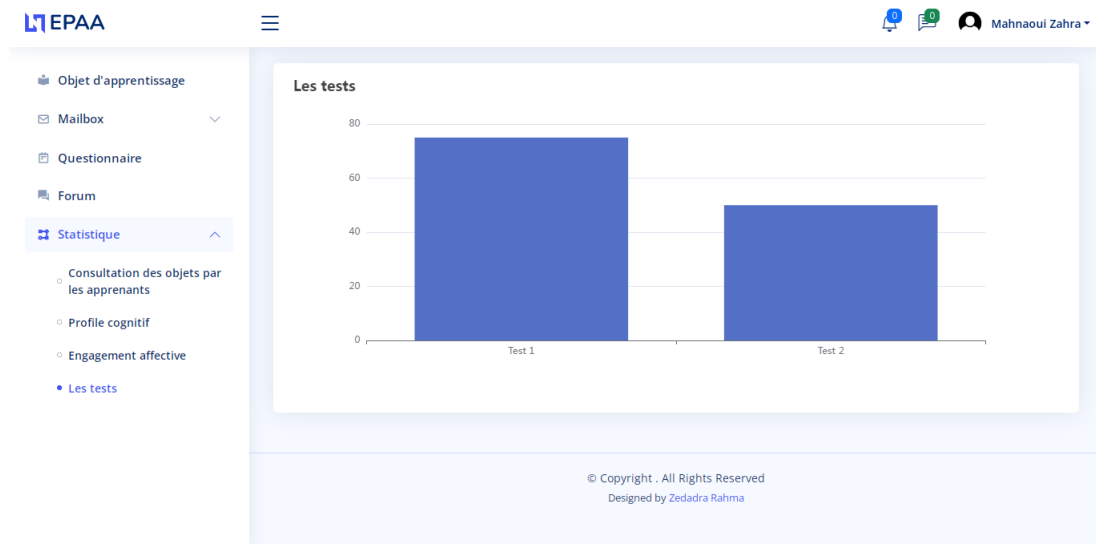 EPAA
0
0
Mahnaoui Zahra
Objet d'apprentissage
Mailbox
Questionnaire
Forum
Statistique
Consultation des objets par
les apprenants
Profile cognitif
Engagement affective
Les tests
Les tests
80
60
40
20
0
Test 1
Test 2
© Copyright . All Rights Reserved
Designed by Zedadra Rahma